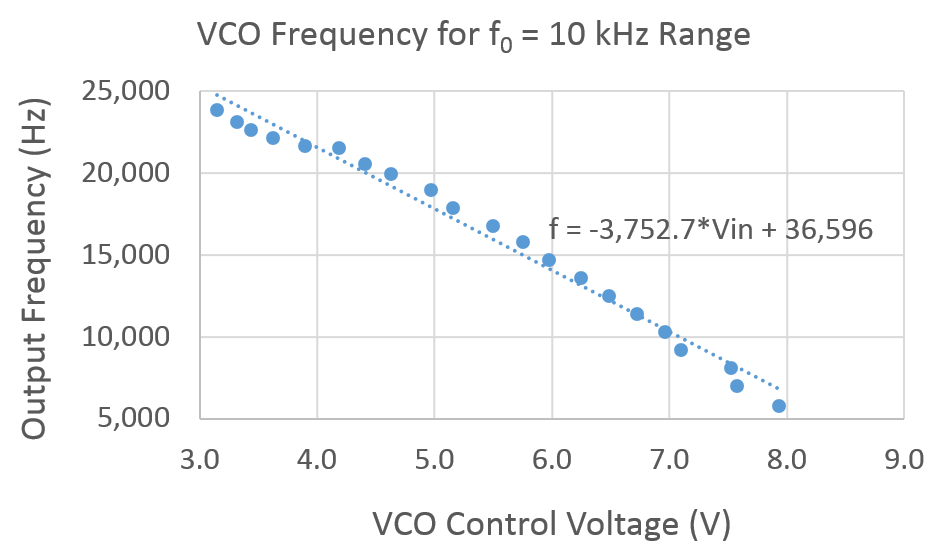 VCO Frequency for f₀ = 10 kHz Range
Output Frequency (Hz)
25,000
20,000
15,000
10,000
5,000
f = -3,752.7*Vin + 36,596
3.0 4.0 5.0 6.0 7.0 8.0 9.0
VCO Control Voltage (V)